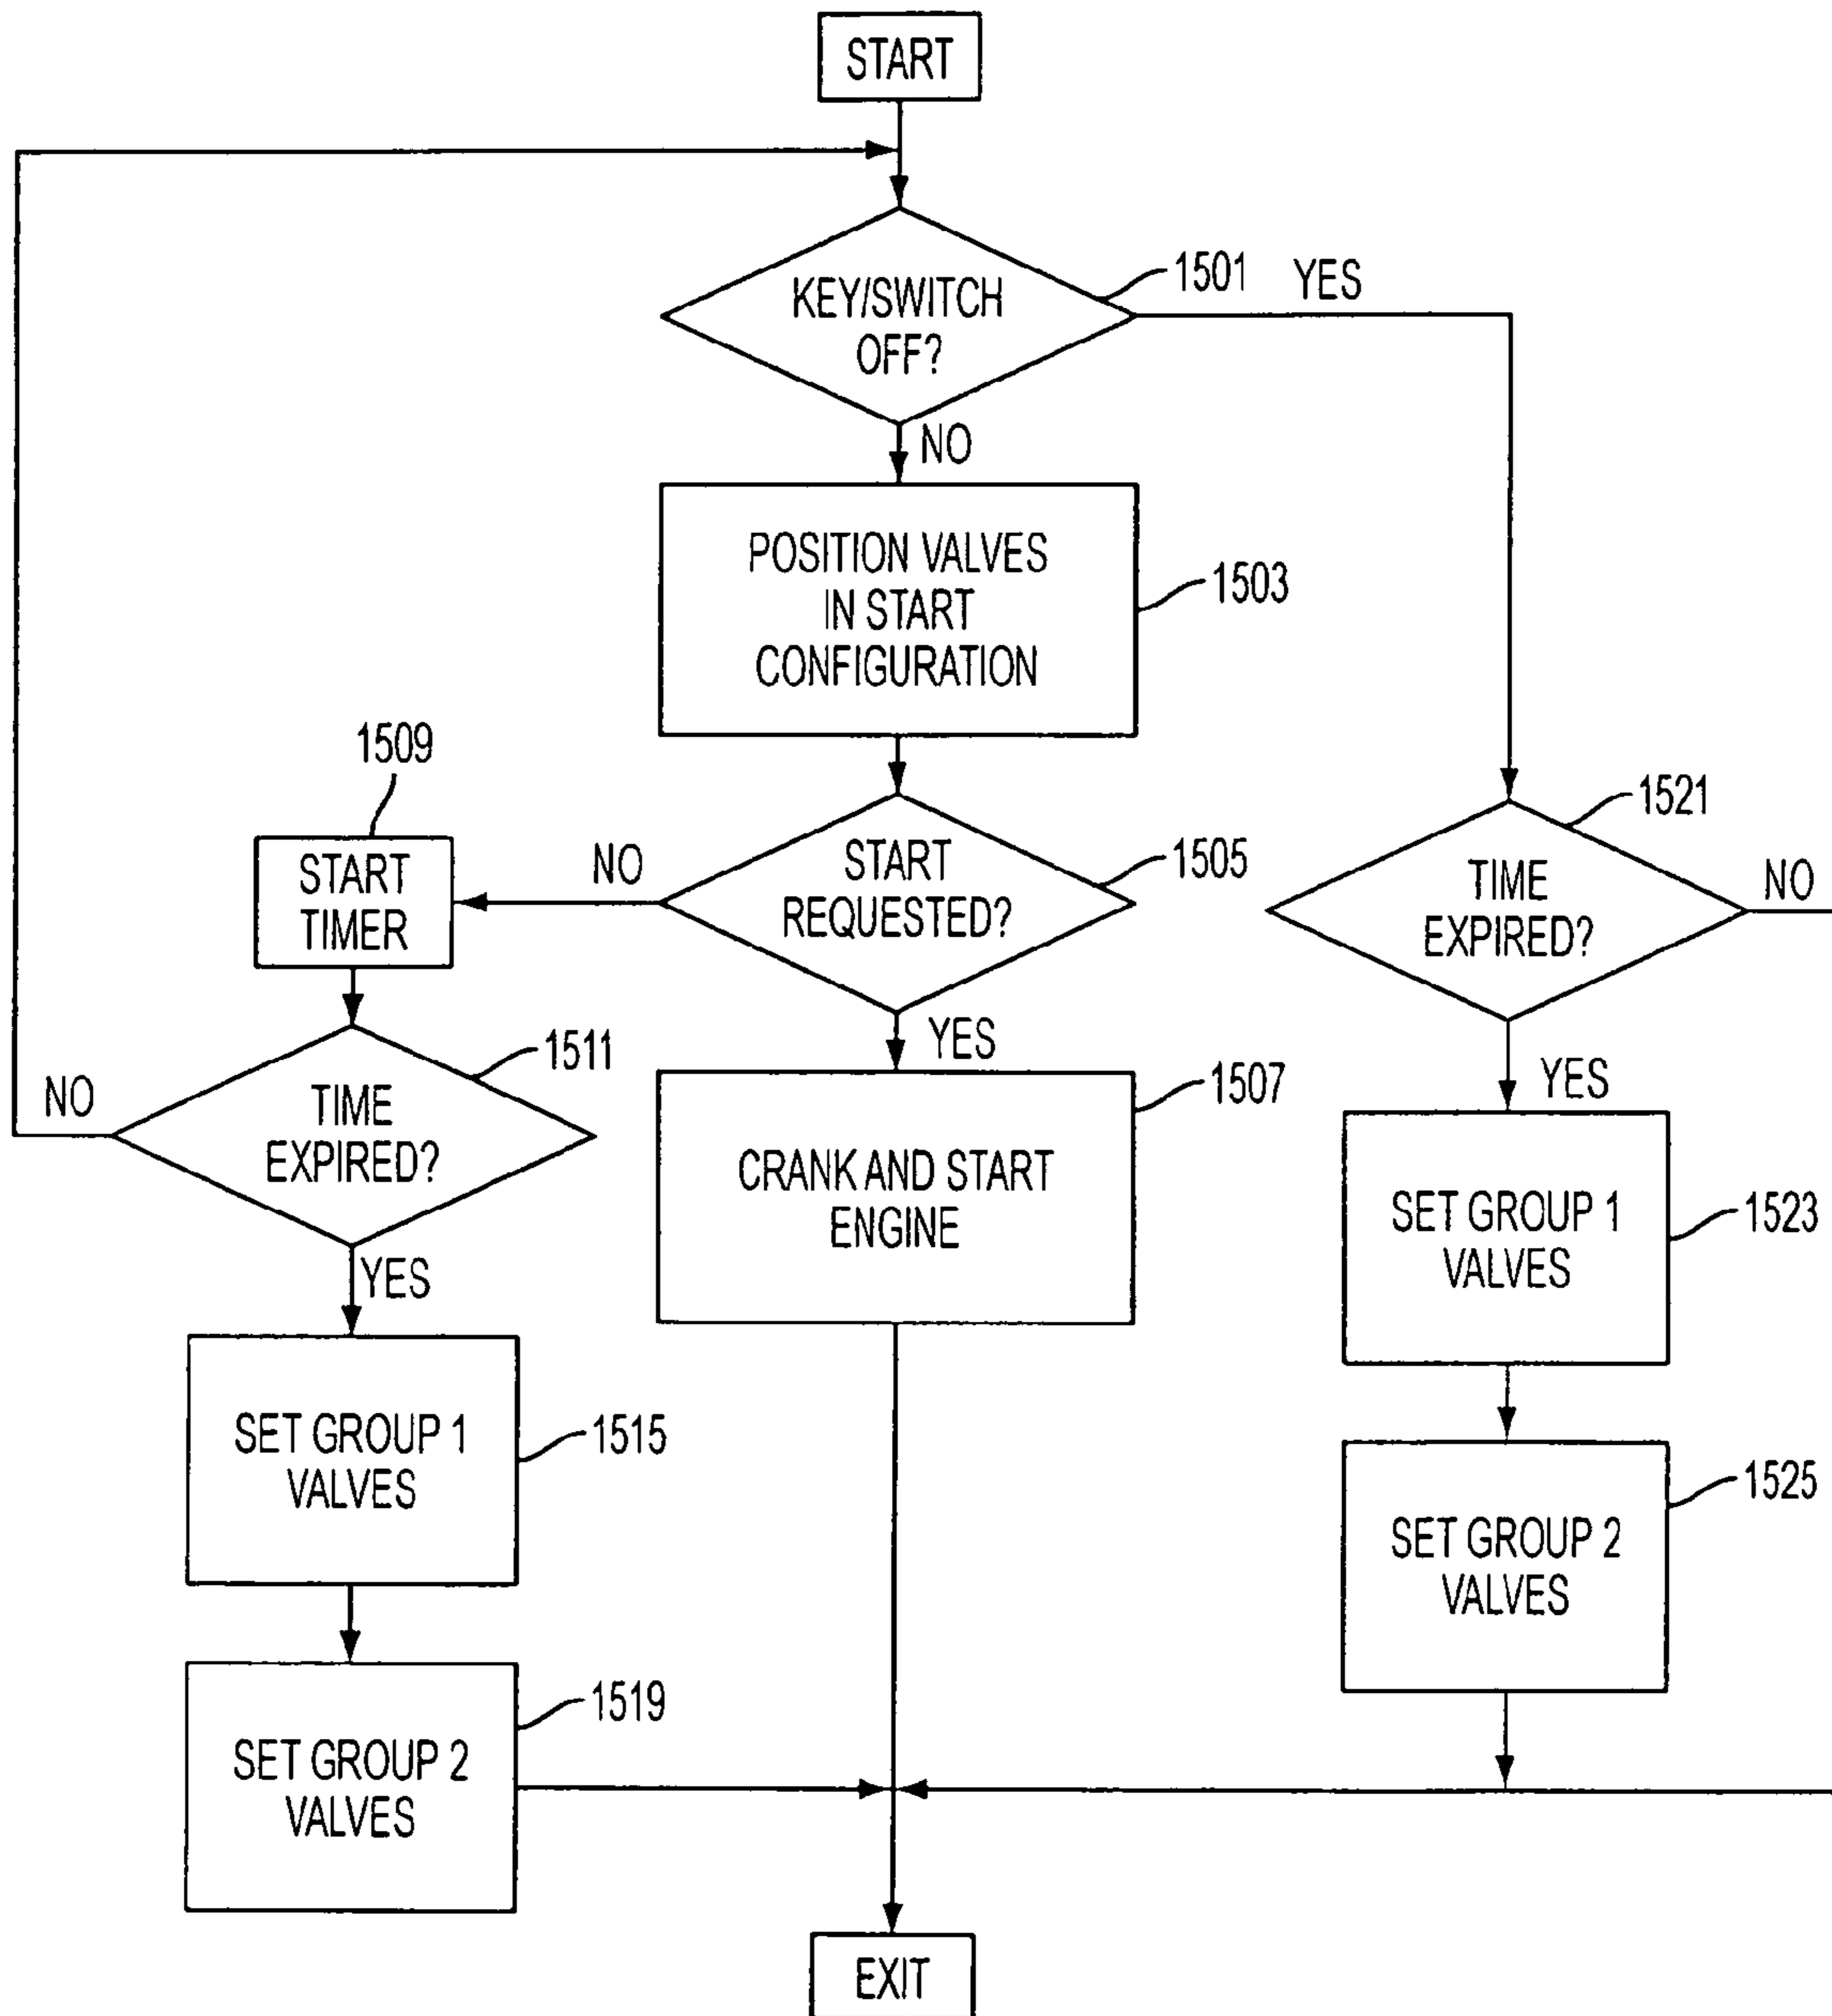 START
KEY/SWITCH
OFF?
1501
YES
NO
POSITION VALVES
IN START
CONFIGURATION
1503
1509
START
TIMER
NO
START
REQUESTED?
1505
1521
TIME
EXPIRED?
NO
YES
1511
TIME
EXPIRED?
NO
YES
CRANK AND START
ENGINE
1507
YES
SET GROUP 1
VALVES
1523
SET GROUP 1
VALVES
1515
SET GROUP 2
VALVES
1525
SET GROUP 2
VALVES
1519
EXIT